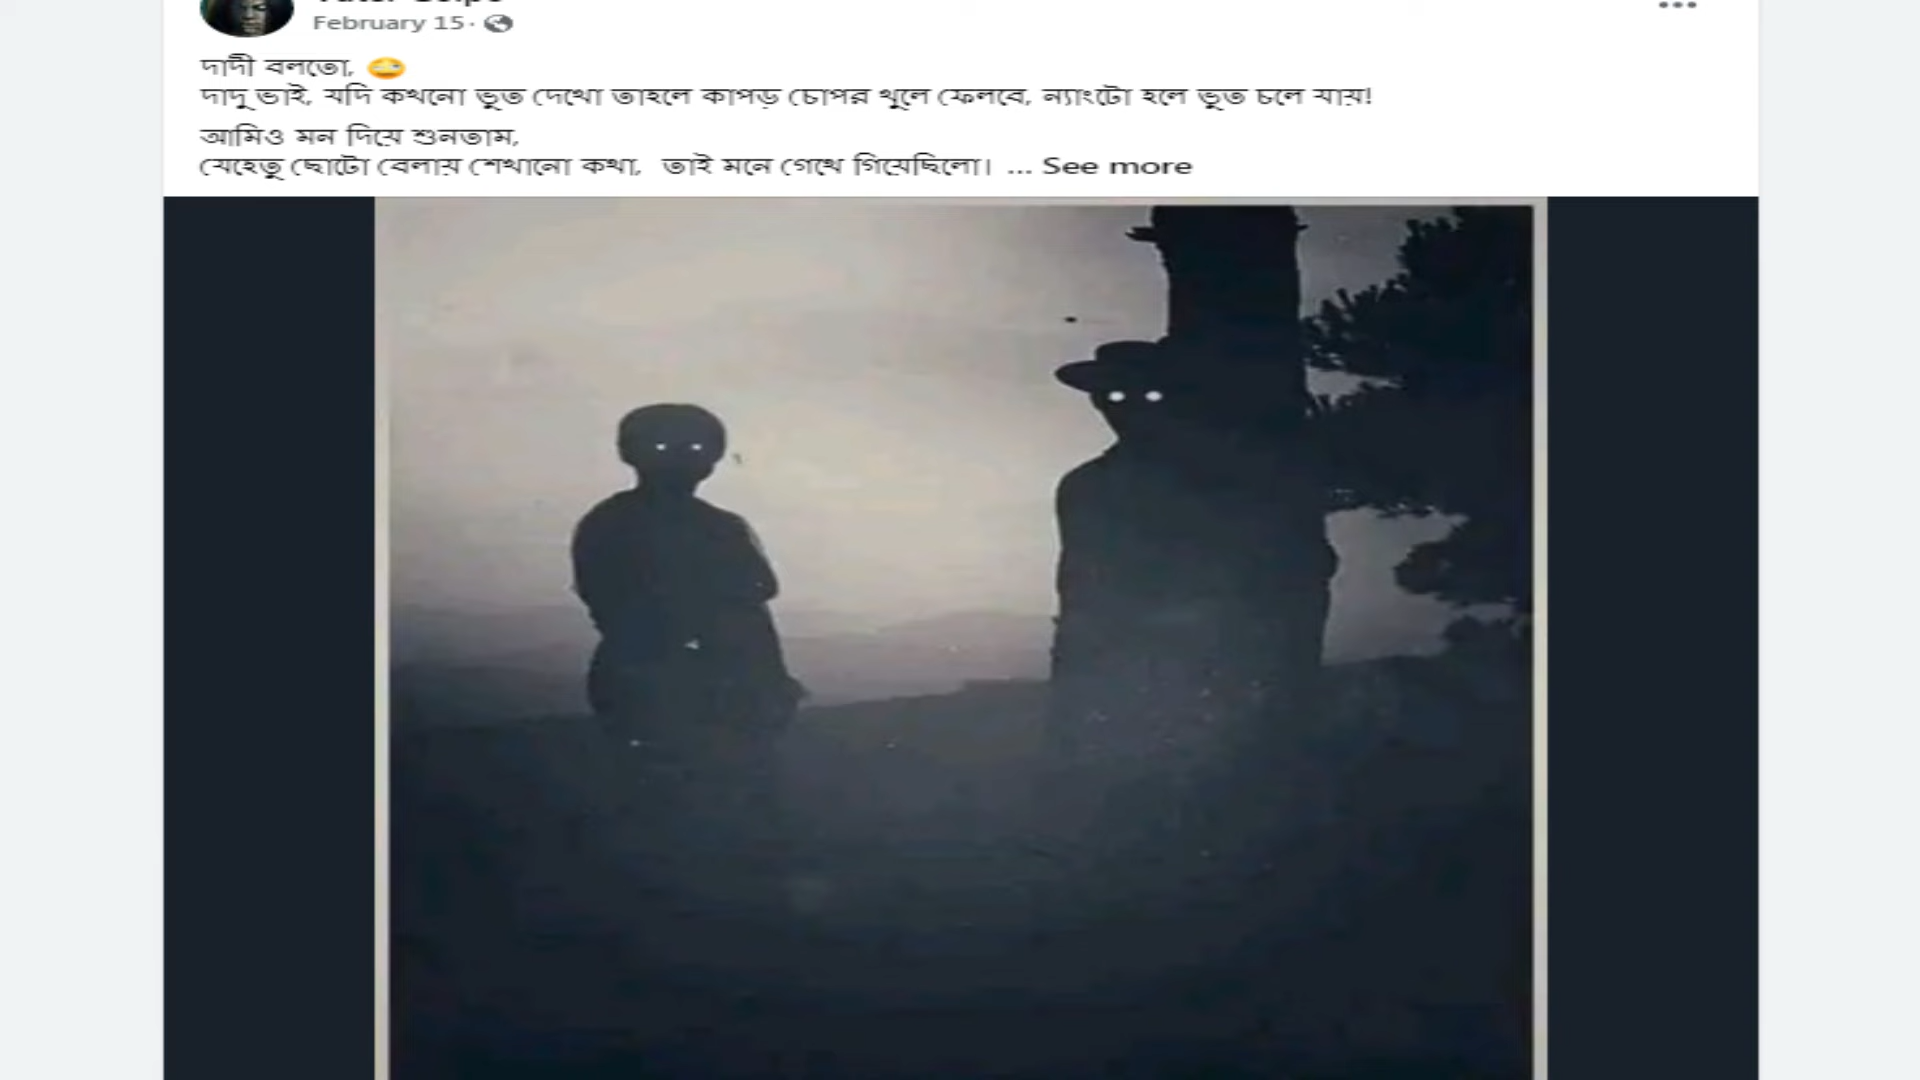 February 15 ·
দাদী বলতো, 🙄
দাদু ভাই, যদি কখনো ভুত দেখো তাহলে কাপড় চোপর খুলে ফেলবে, ন্যাংটো হলে ভুত চলে যায়!
আমিও মন দিয়ে শুনতাম,
যেহেতু ছোটো বেলায় শেখানো কথা, তাই মনে গেথে গিয়েছিলো। ... See more